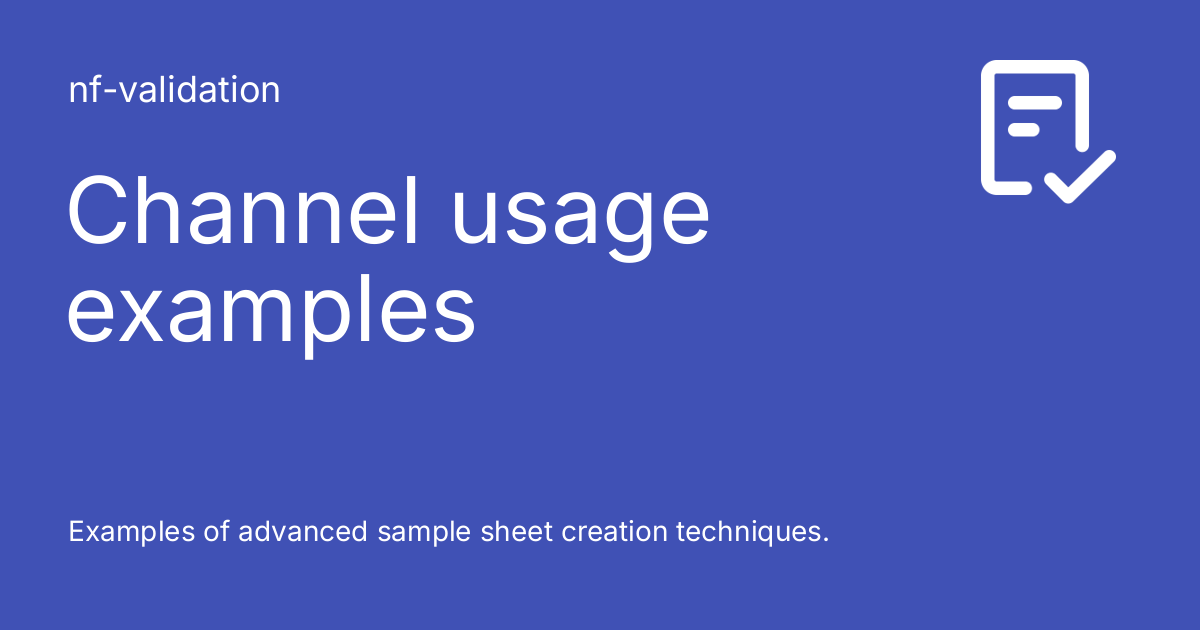 nf-validation
Channel usage
examples
Examples of advanced sample sheet creation techniques.